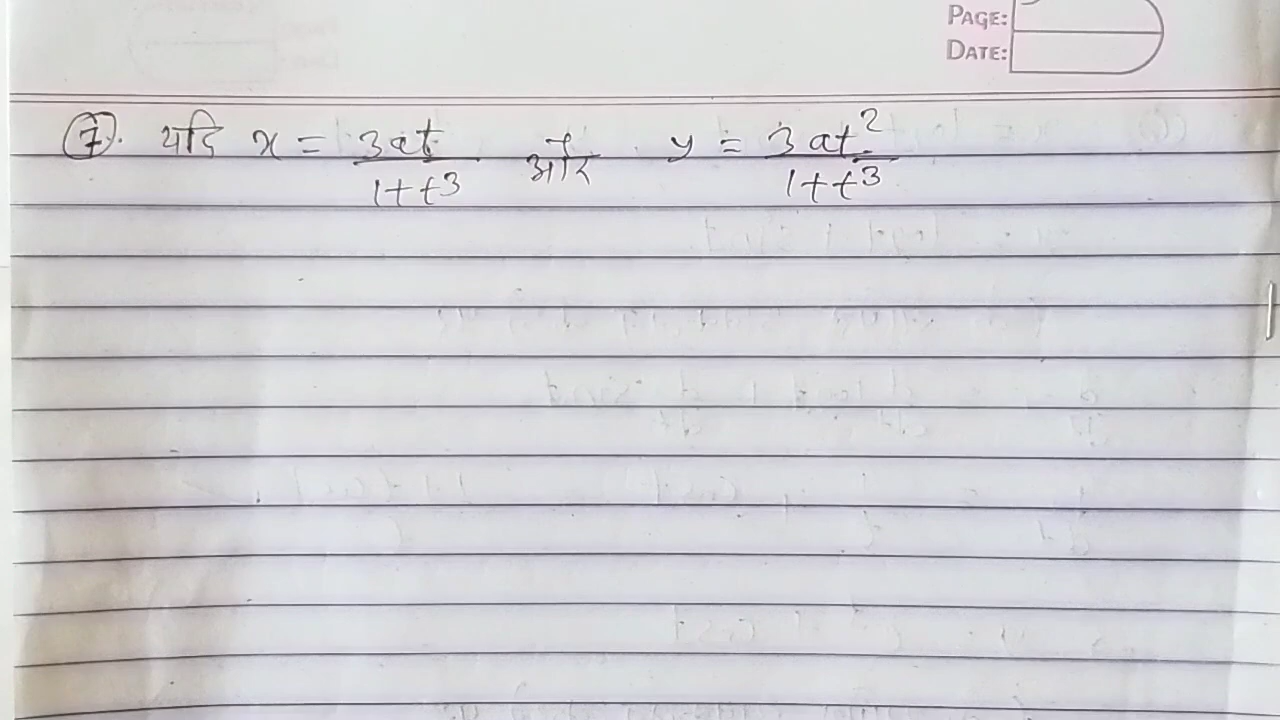 PAGE:
DATE:
(7). यदि x = 3at / 1+t³ और y = 3at² / 1+t³